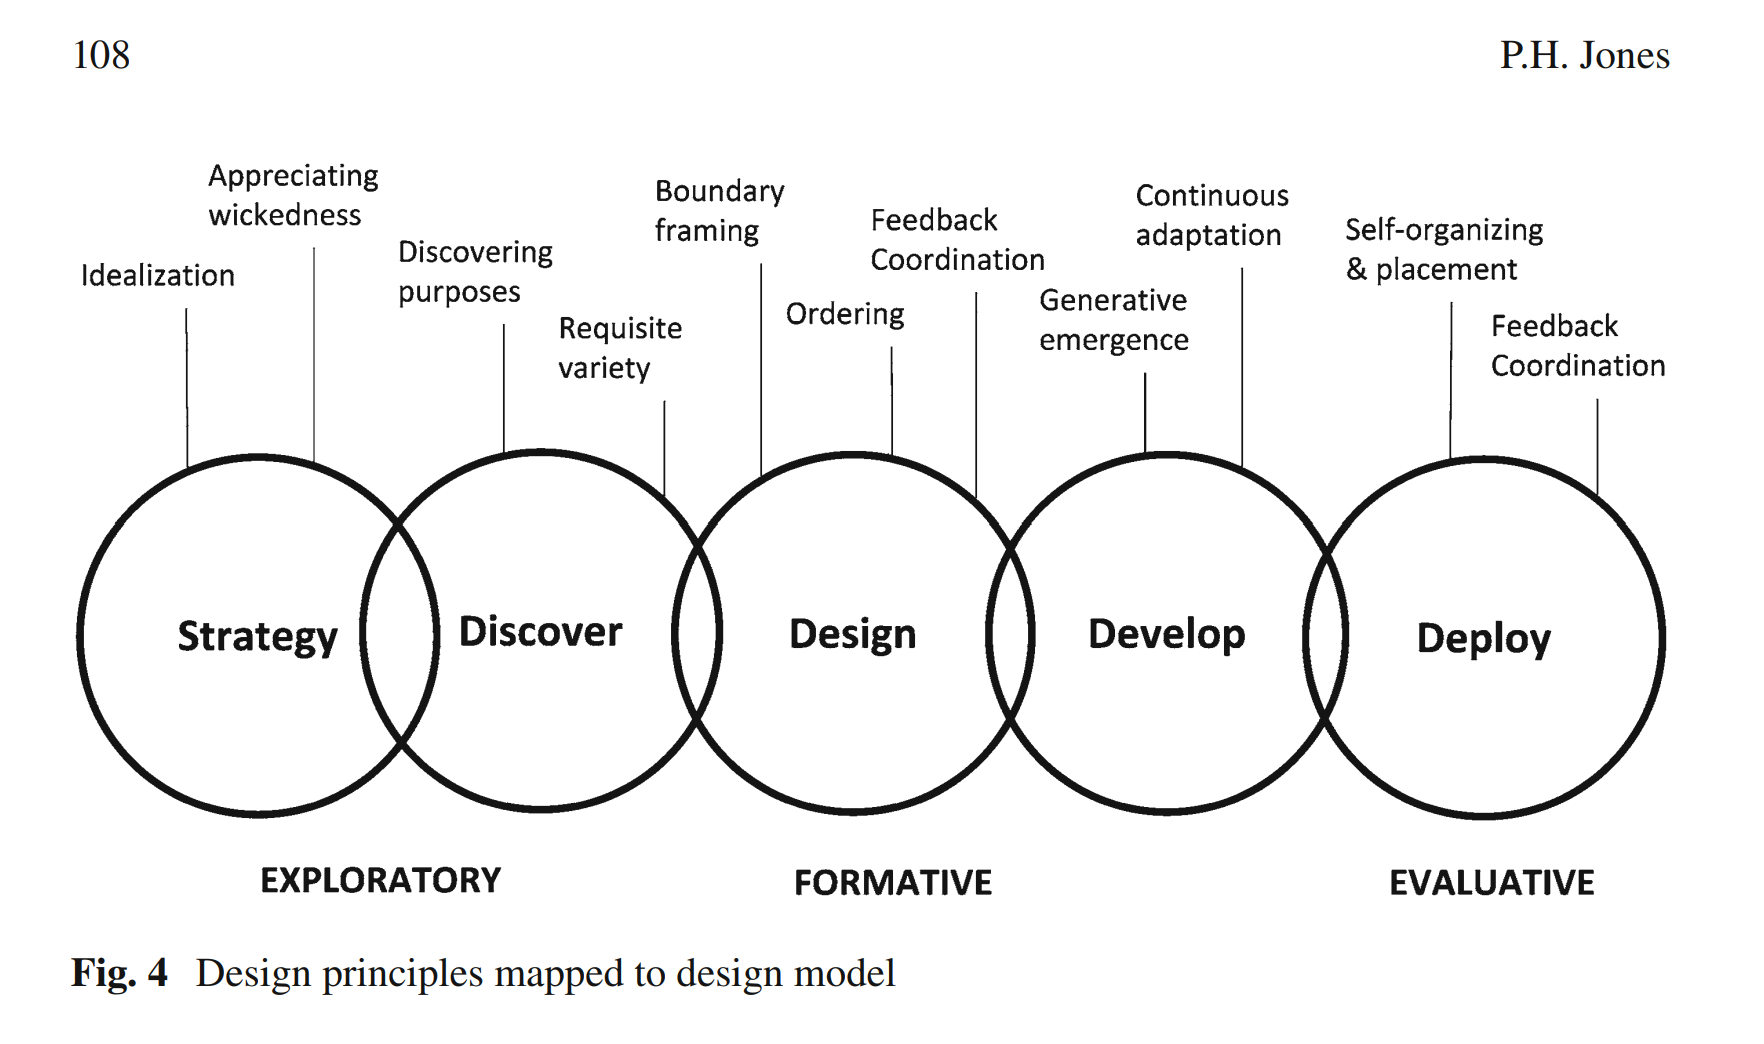 108
P.H. Jones
Appreciating
wickedness
Idealization
Discovering
purposes
Requisite
variety
Boundary
framing
Ordering
Feedback
Coordination
Generative
emergence
Continuous
adaptation
Self-organizing
& placement
Feedback
Coordination
Strategy
Discover
Design
Develop
Deploy
EXPLORATORY
FORMATIVE
EVALUATIVE
Fig. 4 Design principles mapped to design model